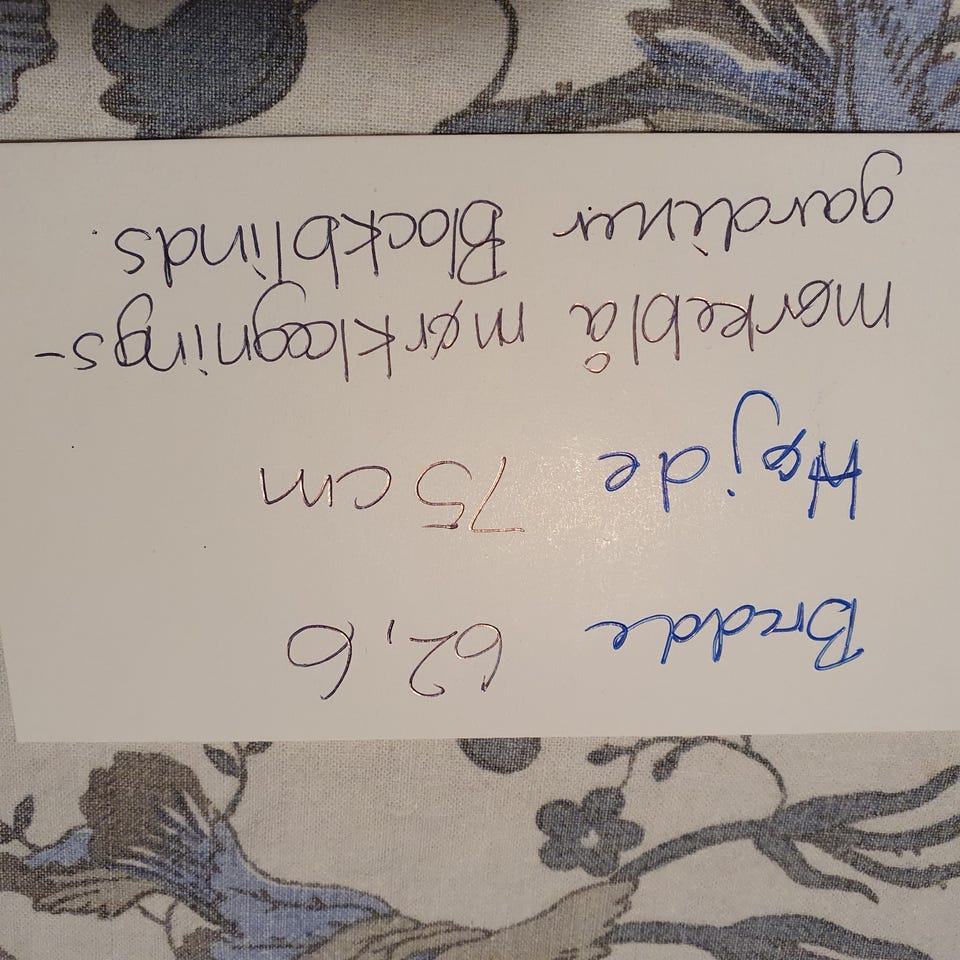 Bredde 62,6
Højde 75 cm
mørkeblå mørklægnings-
gardiner Blockblinds.